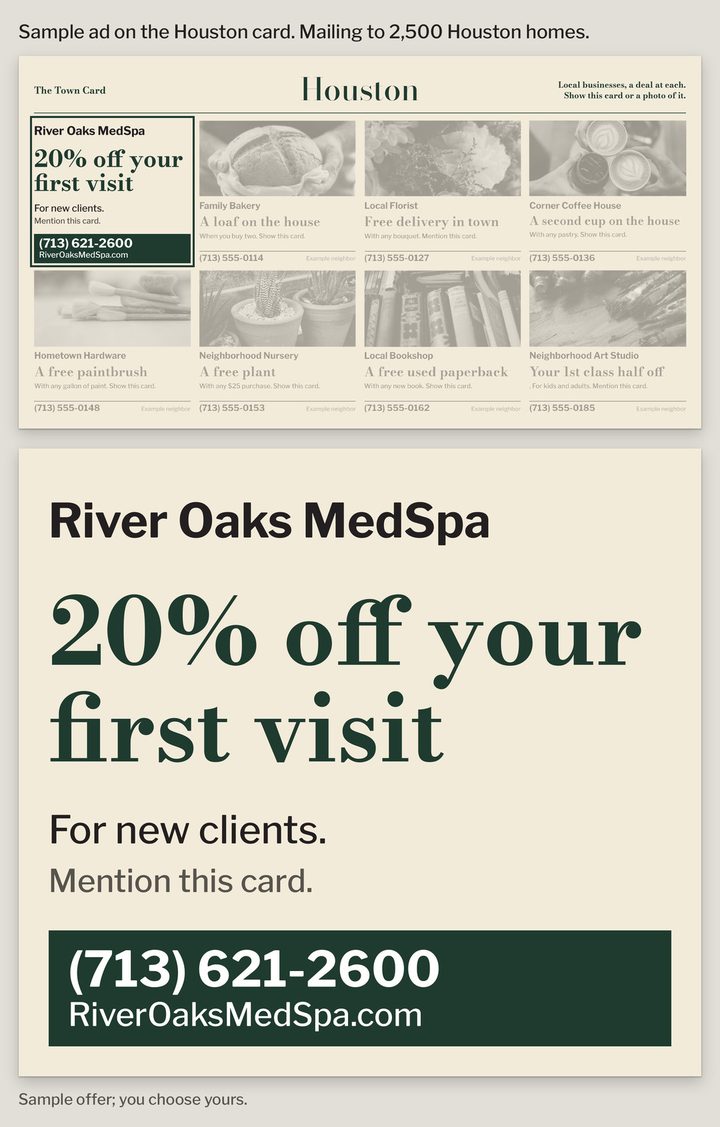 Sample ad on the Houston card. Mailing to 2,500 Houston homes.
The Town Card
Houston
Local businesses, a deal at each.
Show this card or a photo of it.
River Oaks MedSpa
20% off your
first visit
For new clients.
Mention this card.
(713) 621-2600
RiverOaksMedSpa.com
Family Bakery
A loaf on the house
When you buy two. Show this card.
(713) 555-0114
Example neighbor
Local Florist
Free delivery in town
With any bouquet. Mention this card.
(713) 555-0127
Example neighbor
Corner Coffee House
A second cup on the house
With any pastry. Show this card.
(713) 555-0136
Example neighbor
Hometown Hardware
A free paintbrush
With any gallon of paint. Show this card.
(713) 555-0148
Example neighbor
Neighborhood Nursery
A free plant
With any $25 purchase. Show this card.
(713) 555-0153
Example neighbor
Local Bookshop
A free used paperback
With any new book. Show this card.
(713) 555-0162
Example neighbor
Neighborhood Art Studio
Your 1st class half off
For kids and adults. Mention this card.
(713) 555-0185
Example neighbor
River Oaks MedSpa
20% off your
first visit
For new clients.
Mention this card.
(713) 621-2600
RiverOaksMedSpa.com
Sample offer; you choose yours.